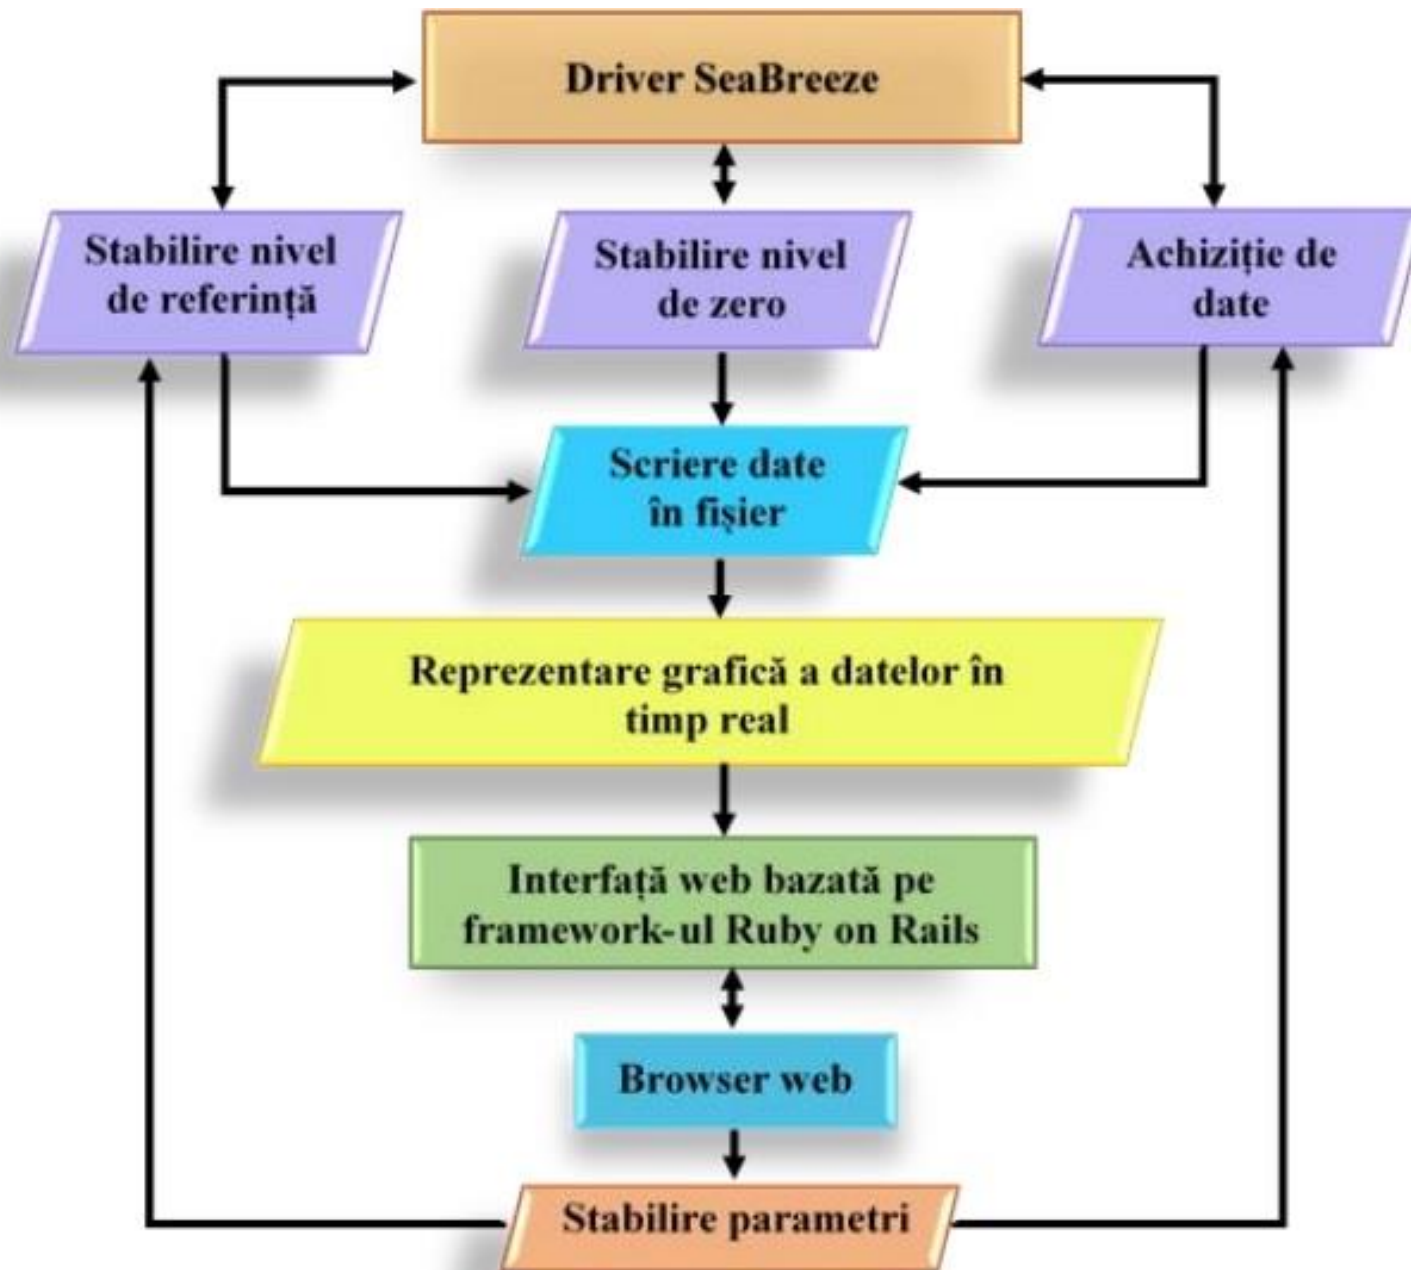 Driver SeaBreeze
Stabilire nivel
de referință
Stabilire nivel
de zero
Achiziție de
date
Scriere date
în fișier
Reprezentare grafică a datelor în
timp real
Interfață web bazată pe
framework-ul Ruby on Rails
Browser web
Stabilire parametri